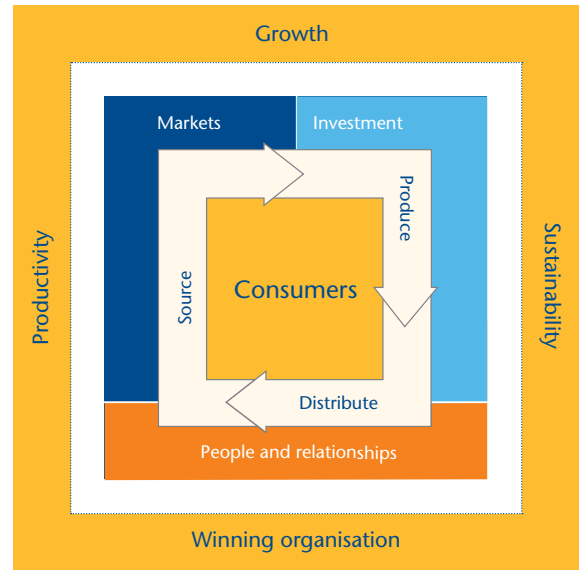 Growth
Markets
Investment
Produce
Source
Consumers
Productivity
Sustainability
Distribute
People and relationships
Winning organisation